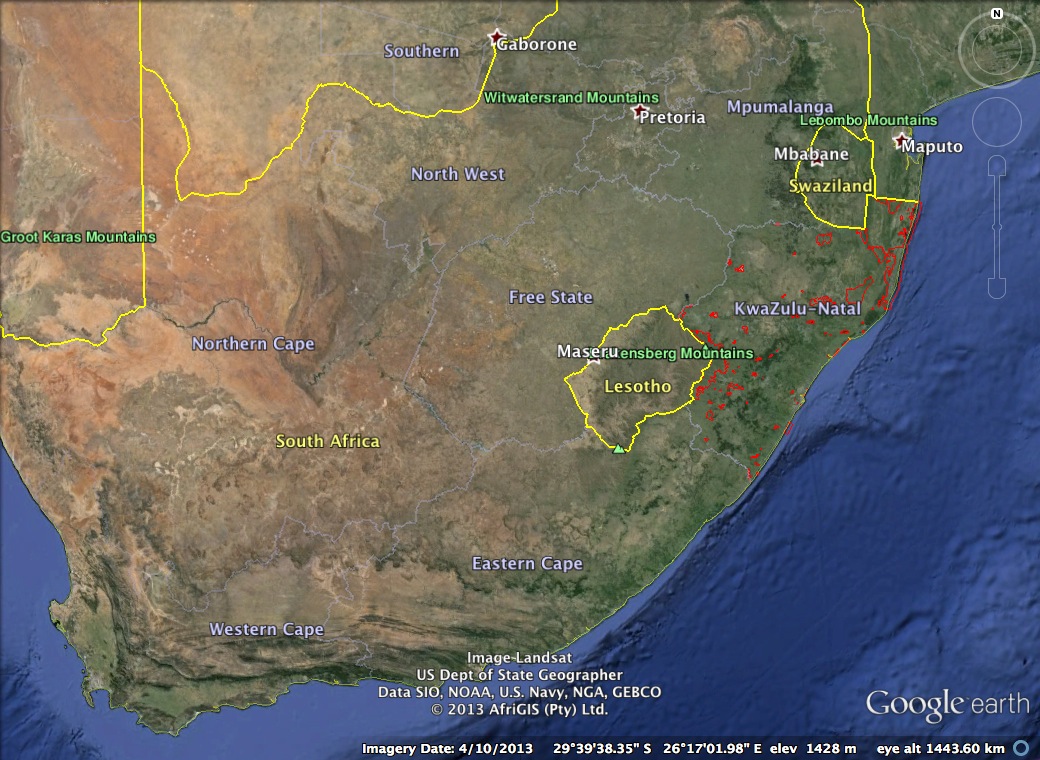 N
Southern
Gaborone
Witwatersrand Mountains
Pretoria
Mpumalanga
Lebombo Mountains
Maputo
Mbabane
North West
Swaziland
Groot Karas Mountains
Free State
KwaZulu-Natal
Northern Cape
Maseru
ensberg Mountains
Lesotho
South Africa
Eastern Cape
Western Cape
Image Landsat
US Dept of State Geographer
Data SIO, NOAA, U.S. Navy, NGA, GEBCO
© 2013 AfriGIS (Pty) Ltd.
Google earth
Imagery Date: 4/10/2013 29°39'38.35" S 26°17'01.98" E elev 1428 m eye alt 1443.60 km